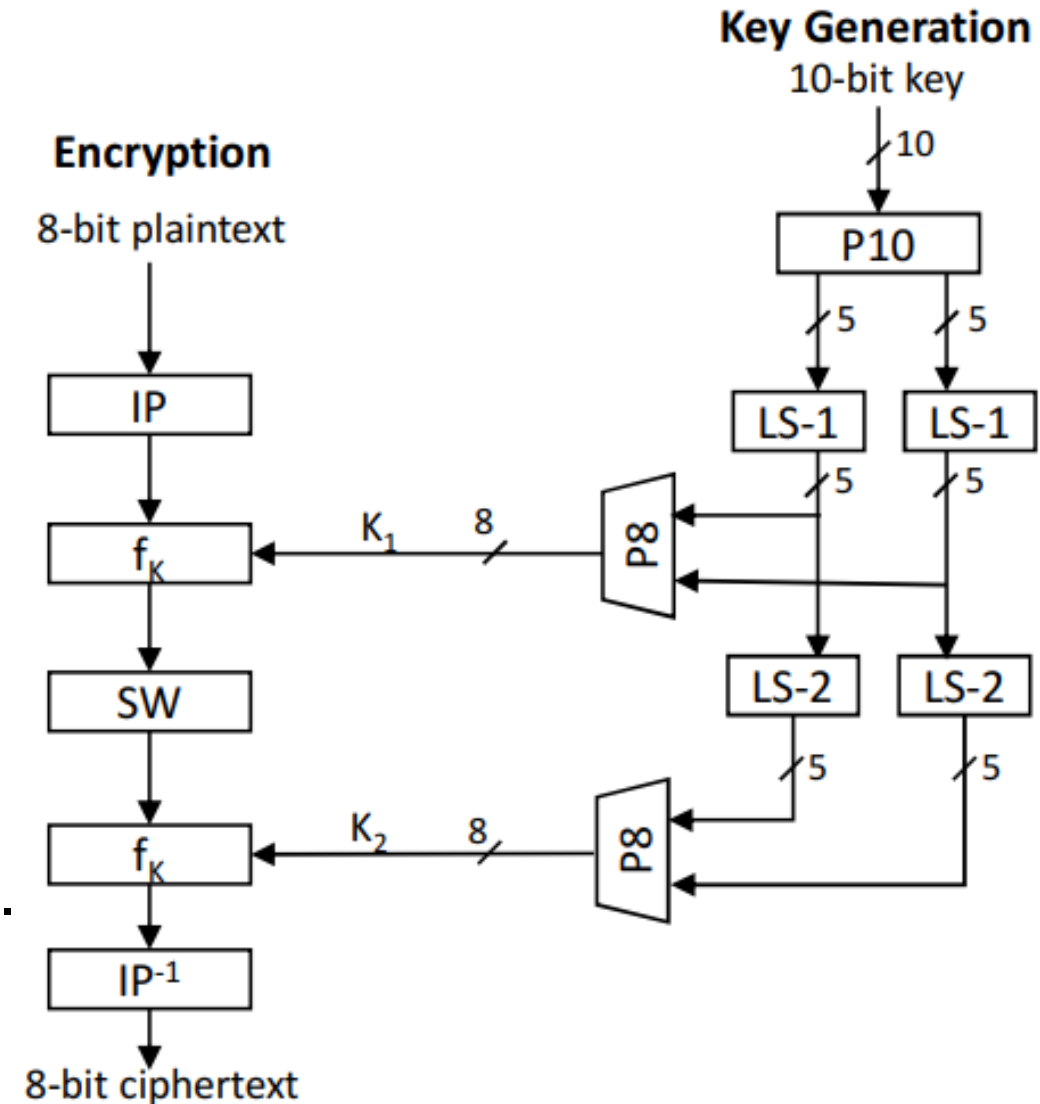 Key Generation
10-bit key
10
Encryption
8-bit plaintext
P10
5 5
IP
LS-1 LS-1
5 5
K1 8
P8
fK
SW
LS-2 LS-2
5 5
K2 8
P8
fK
IP-1
8-bit ciphertext